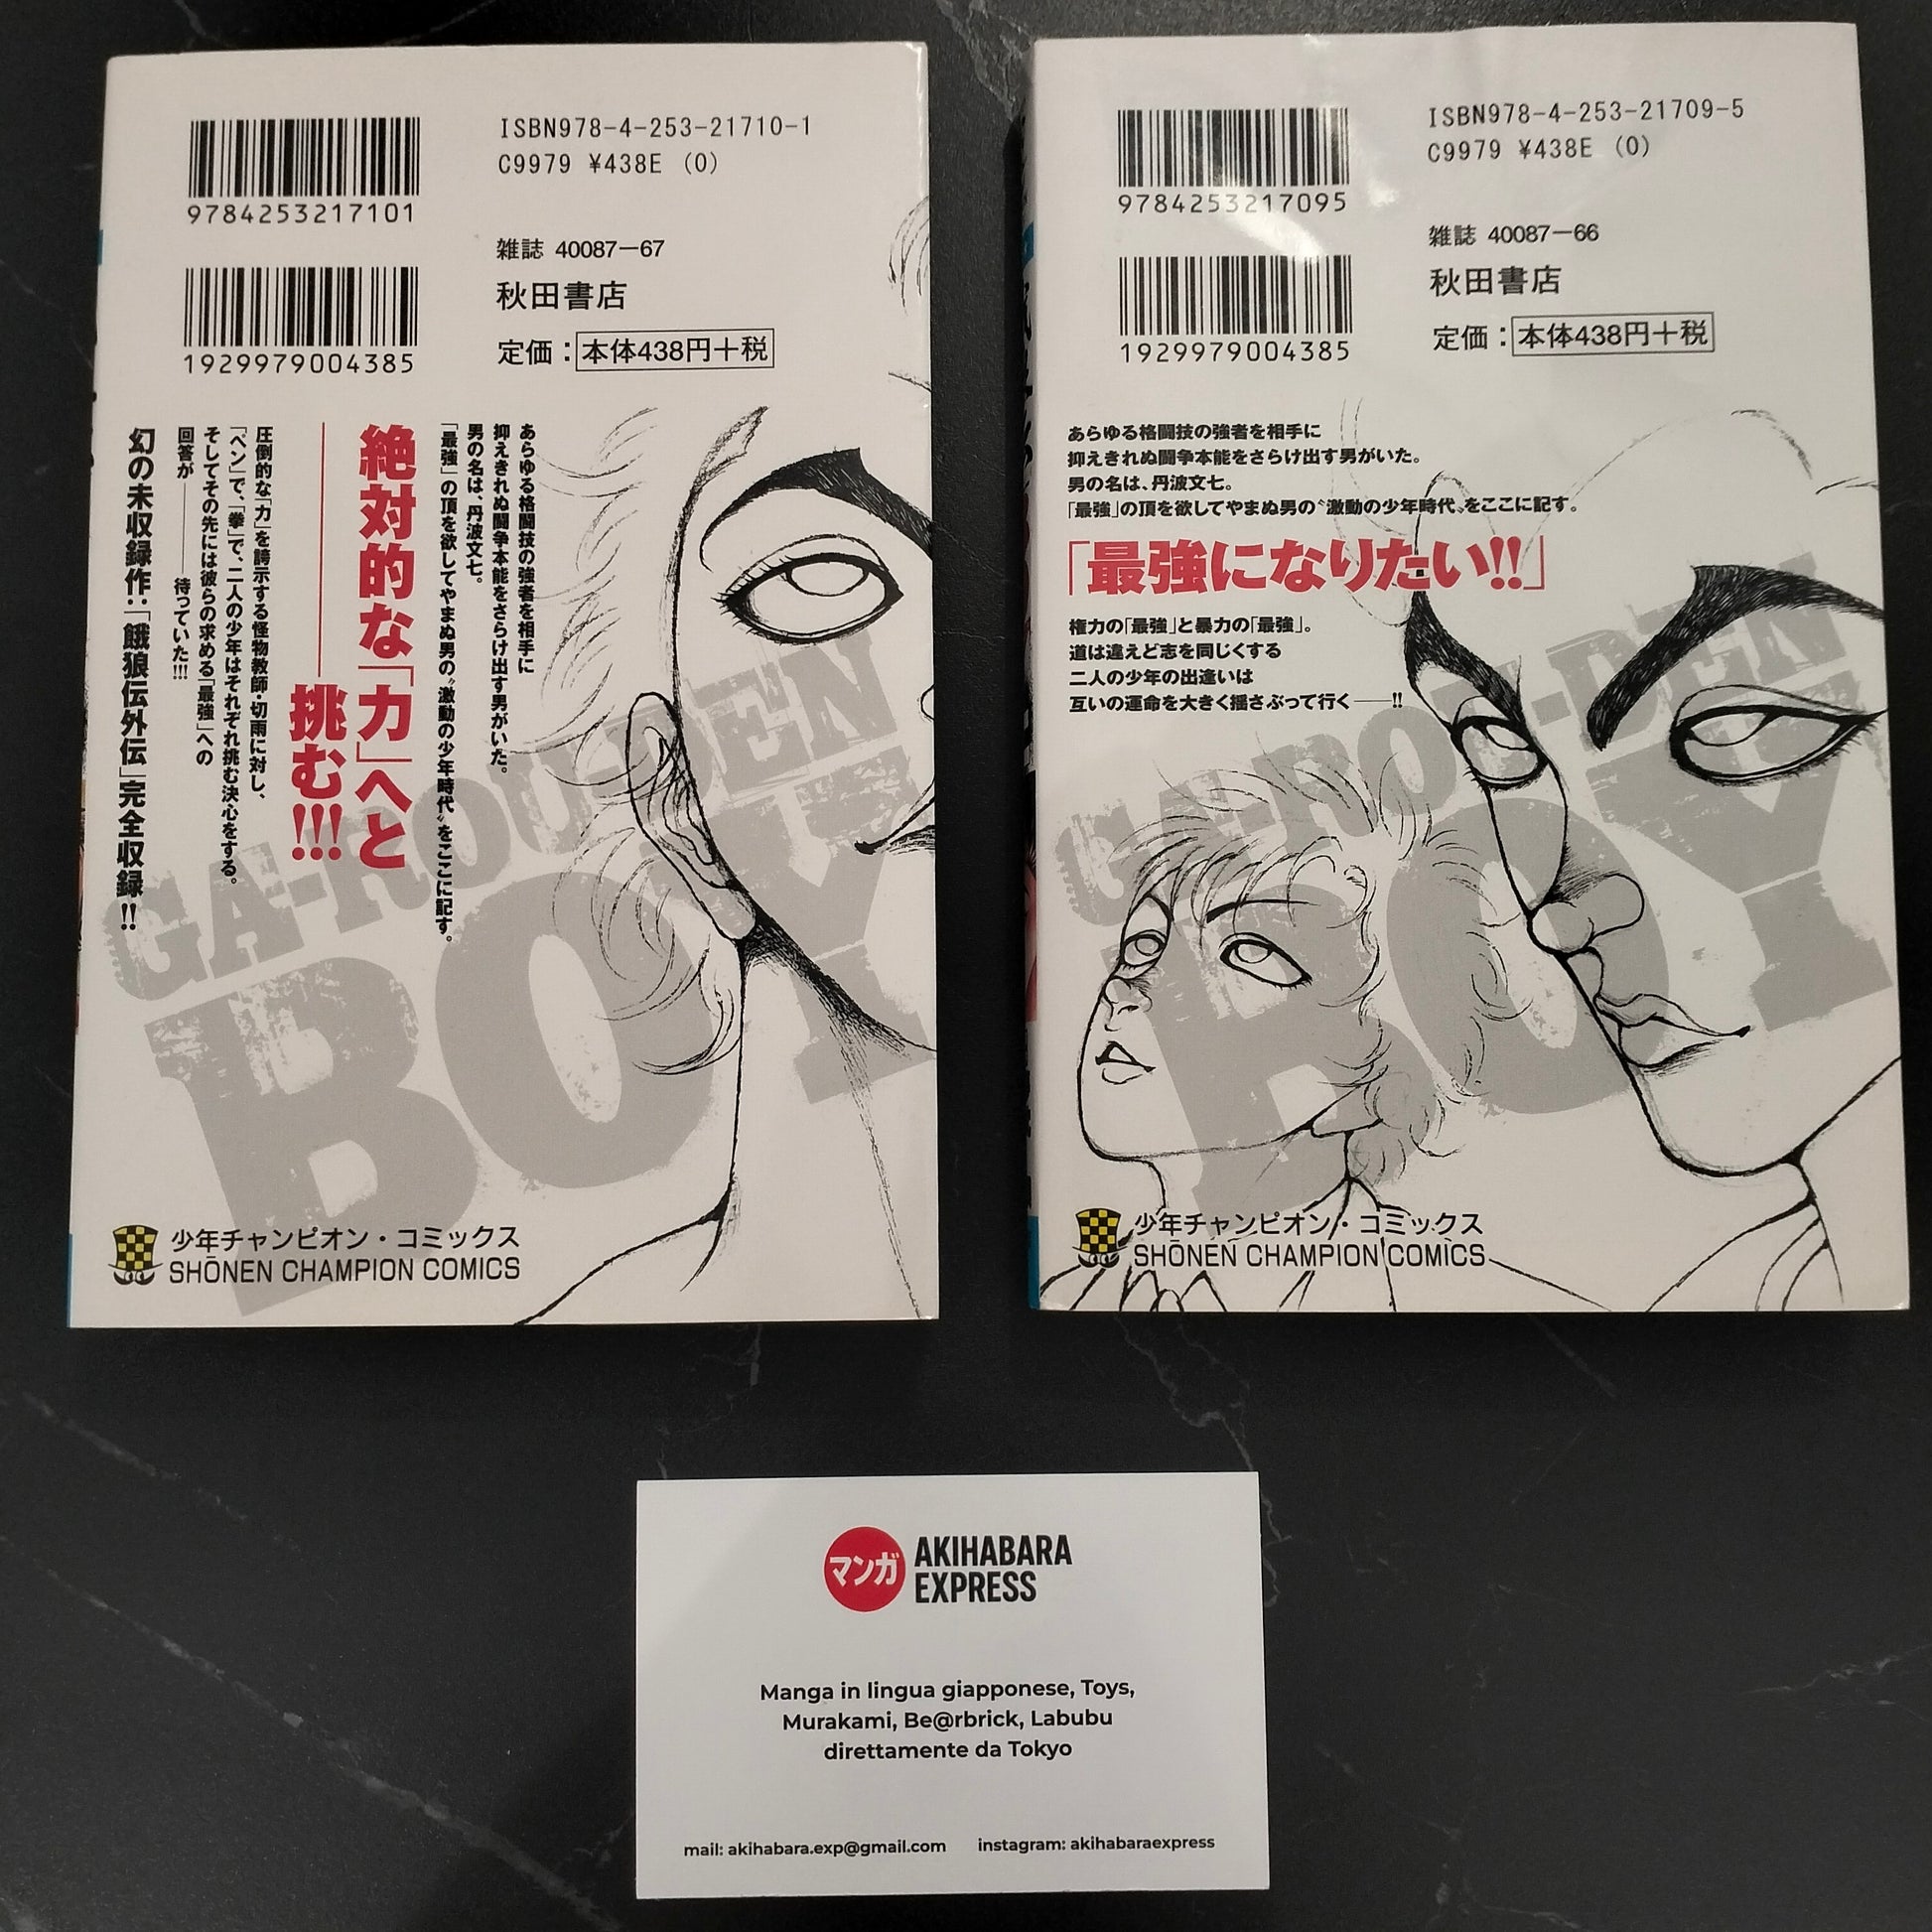 ISBN978-4-253-21710-1
C9979 ¥438E (0)
9784253217101
雑誌 40087−67
秋田書店
定価：本体438円＋税
1929979004385
あらゆる格闘技の強者を相手に
抑えきれぬ闘争本能をさらけ出す男がいた。
男の名は、丹波文七。
「最強」の頂を欲してやまぬ男の〝激動の少年時代〟をここに記す。
絶対的な「力」へと
――挑む!!!
圧倒的な「力」を誇示する怪物教師・切雨に対し、
「ペン」で、「拳」で、二人の少年はそれぞれ挑む決心をする。
そしてその先には彼らの求める「最強」への
回答が――待っていた!!!
幻の未収録作:「餓狼伝外伝」完全収録!!
GA-ROU-DEN
BOY
少年チャンピオン・コミックス
SHŌNEN CHAMPION COMICS
ISBN978-4-253-21709-5
C9979 ¥438E (0)
9784253217095
雑誌 40087−66
秋田書店
定価：本体438円＋税
1929979004385
あらゆる格闘技の強者を相手に
抑えきれぬ闘争本能をさらけ出す男がいた。
男の名は、丹波文七。
「最強」の頂を欲してやまぬ男の〝激動の少年時代〟をここに記す。
「最強になりたい!!」
権力の「最強」と暴力の「最強」。
道は違えど志を同じくする
二人の少年の出逢いは
互いの運命を大きく揺さぶって行く――!!
GA-ROU-DEN
BOY
少年チャンピオン・コミックス
SHŌNEN CHAMPION COMICS
マンガ AKIHABARA
EXPRESS
Manga in lingua giapponese, Toys,
Murakami, Be@rbrick, Labubu
direttamente da Tokyo
mail: akihabara.exp@gmail.com instagram: akihabaraexpress